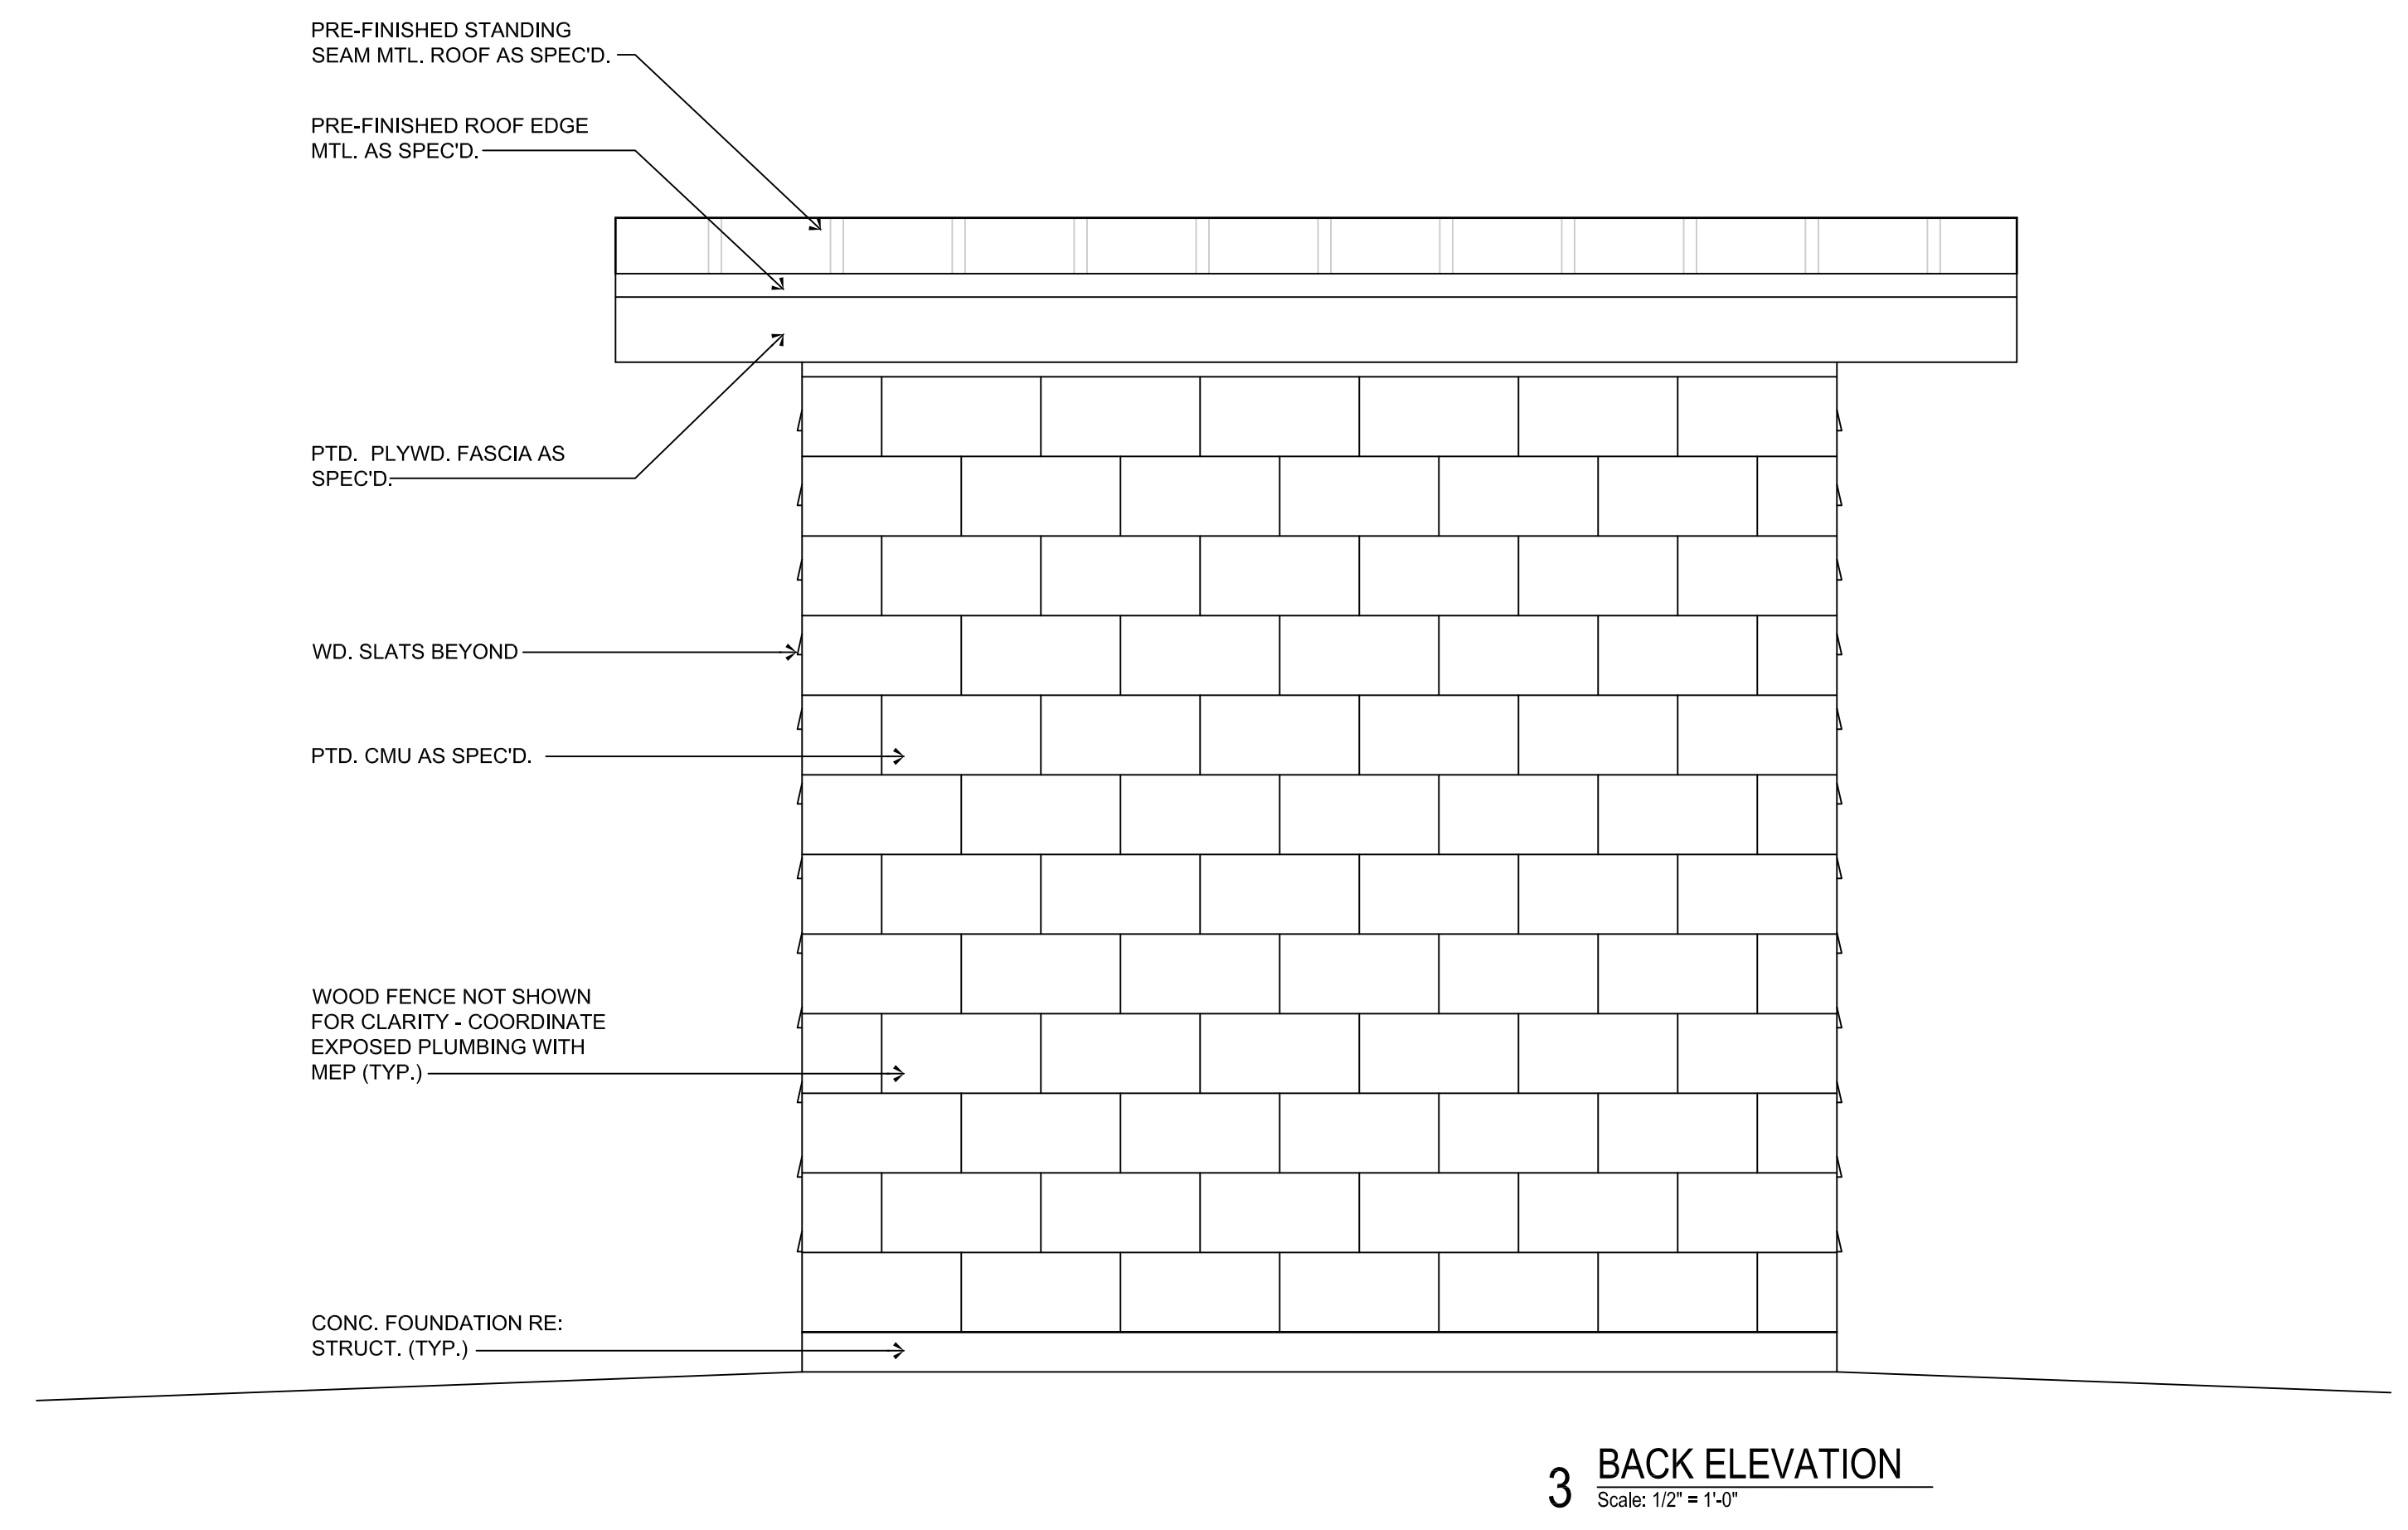 PRE-FINISHED STANDING
SEAM MTL. ROOF AS SPEC'D.
PRE-FINISHED ROOF EDGE
MTL. AS SPEC'D.
PTD. PLYWD. FASCIA AS
SPEC'D.
WD. SLATS BEYOND
PTD. CMU AS SPEC'D.
WOOD FENCE NOT SHOWN
FOR CLARITY - COORDINATE
EXPOSED PLUMBING WITH
MEP (TYP.)
CONC. FOUNDATION RE:
STRUCT. (TYP.)
3 BACK ELEVATION
Scale: 1/2" = 1'-0"